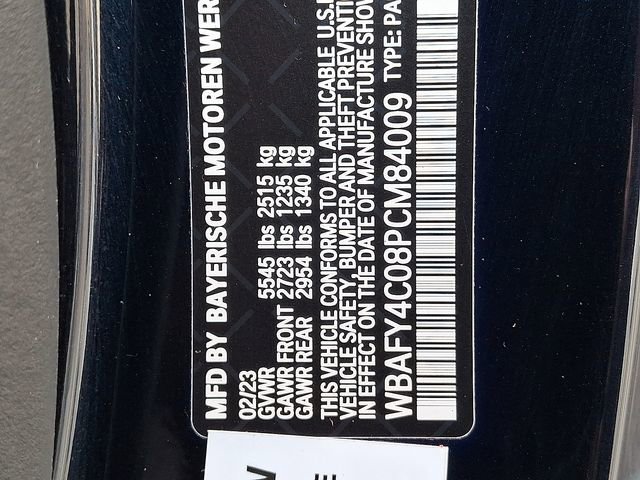 MFD BY BAYERISCHE MOTOREN WER
02/23
GVWR 5545 lbs 2515 kg
GAWR FRONT 2723 lbs 1235 kg
GAWR REAR 2954 lbs 1340 kg
THIS VEHICLE CONFORMS TO ALL APPLICABLE U.S.F
VEHICLE SAFETY, BUMPER AND THEFT PREVENTI
IN EFFECT ON THE DATE OF MANUFACTURE SHOW
WBAFY4C08PCM84009 TYPE: PA